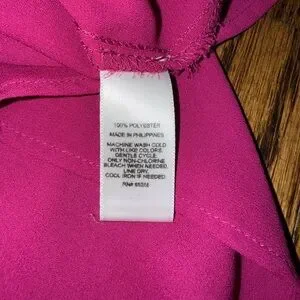 100% POLYESTER
MADE IN PHILIPPINES
MACHINE WASH COLD
WITH LIKE COLORS.
GENTLE CYCLE.
ONLY NON-CHLORINE
BLEACH WHEN NEEDED.
LINE DRY.
COOL IRON IF NEEDED.
RN#